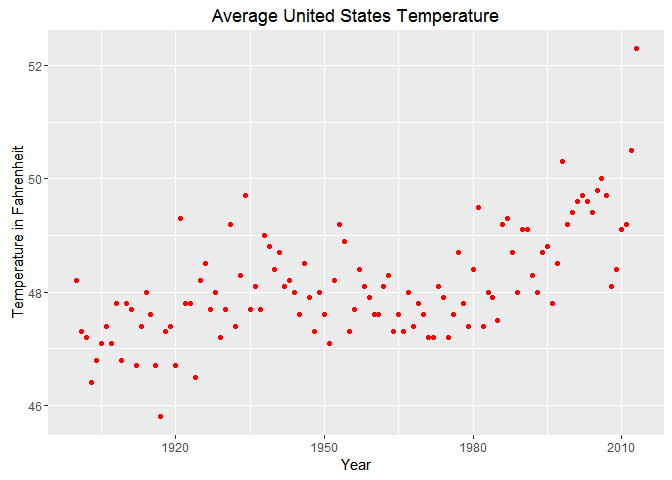 Average United States Temperature
Temperature in Fahrenheit
52
50
48
46
1920 1950 1980 2010
Year